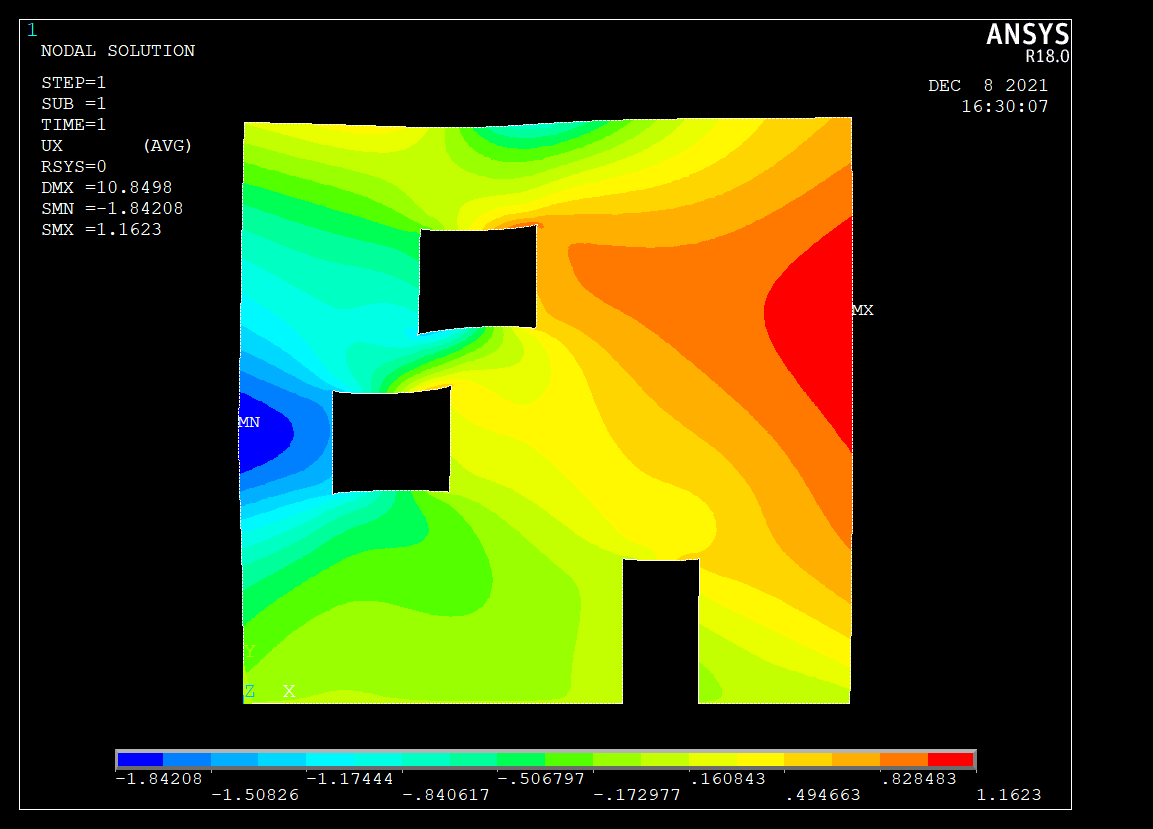 1
ANSYS
R18.0
NODAL SOLUTION
STEP=1
SUB =1
TIME=1
UX (AVG)
RSYS=0
DMX =10.8498
SMN =-1.84208
SMX =1.1623
DEC 8 2021
16:30:07
MX
MN
Y
Z X
-1.84208 -1.17444 -.506797 .160843 .828483
-1.50826 -.840617 -.172977 .494663 1.1623